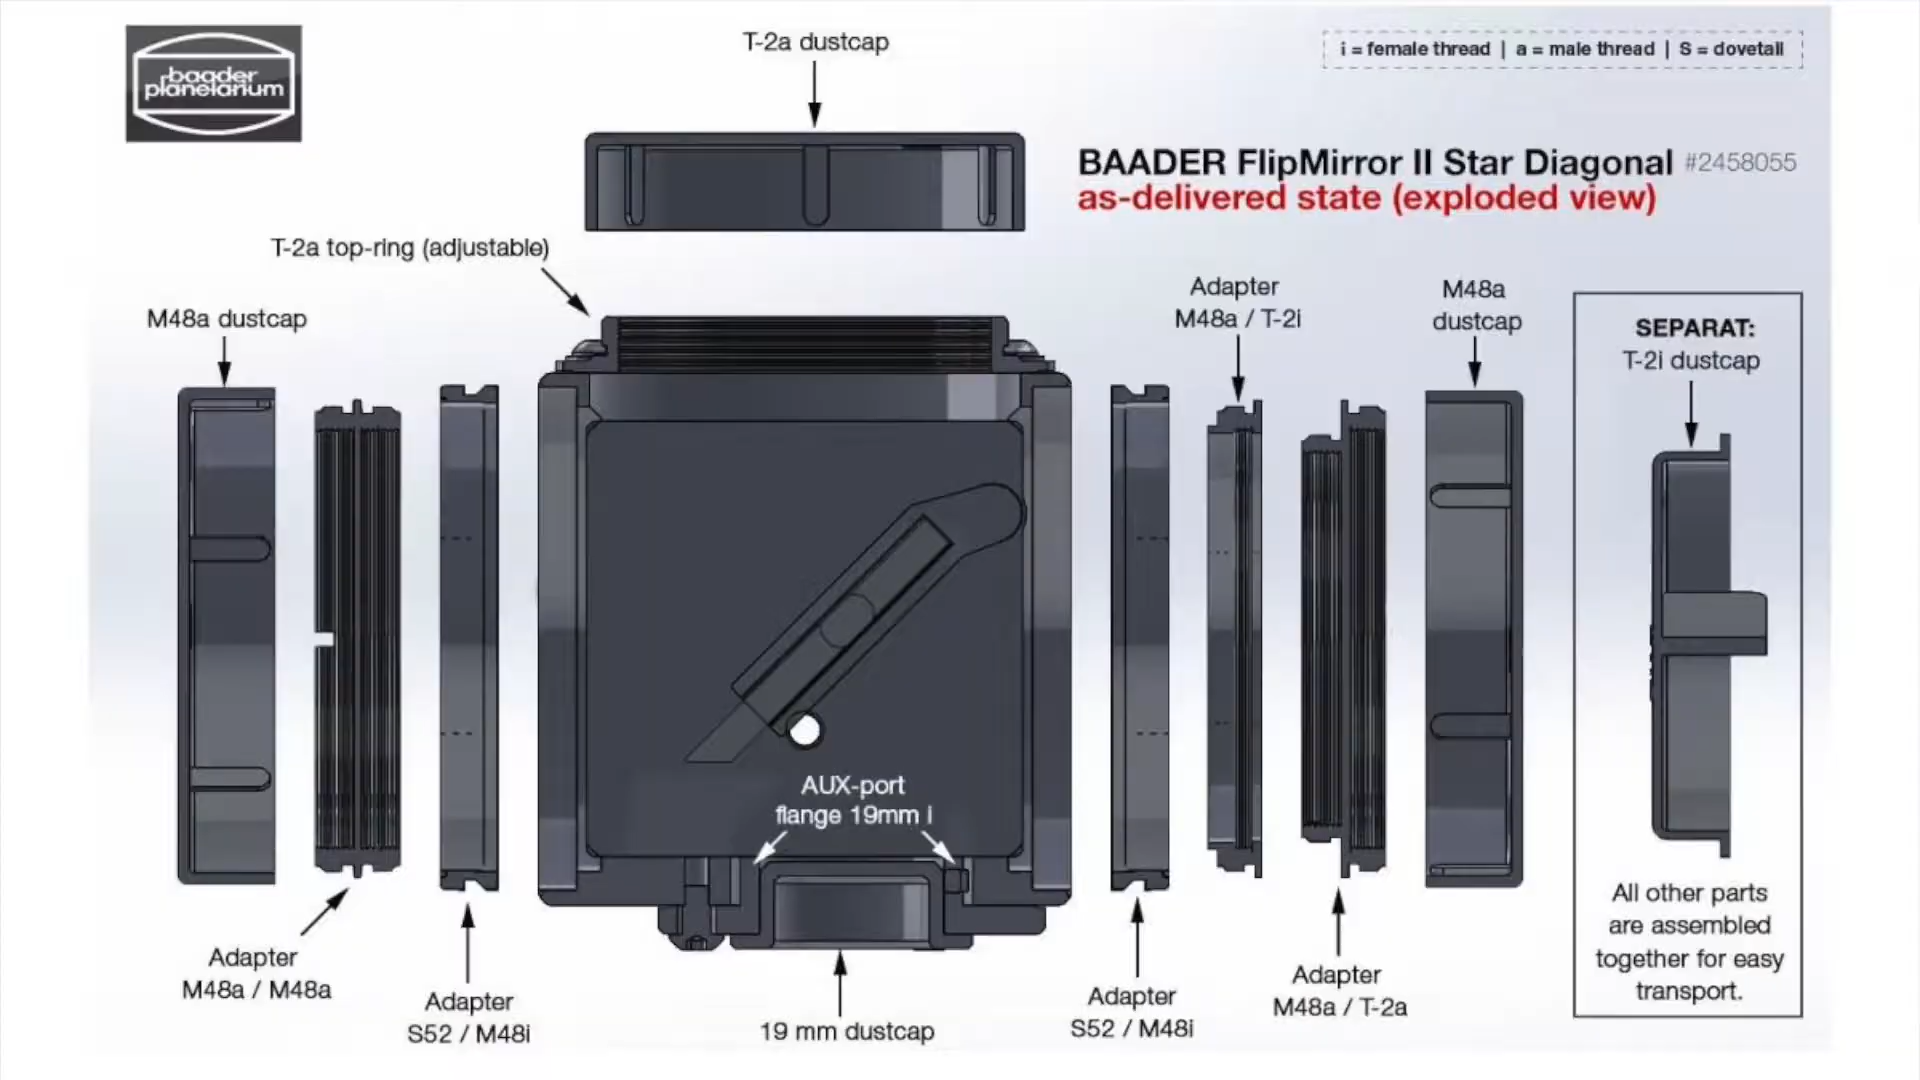 baader
planetarium
T-2a dustcap
i = female thread | a = male thread | S = dovetail
BAADER FlipMirror II Star Diagonal #2458055
as-delivered state (exploded view)
T-2a top-ring (adjustable)
M48a dustcap
Adapter
M48a / T-2i
M48a
dustcap
SEPARAT:
T-2i dustcap
AUX-port
flange 19mm i
All other parts
are assembled
together for easy
transport.
Adapter
M48a / M48a
Adapter
S52 / M48i
19 mm dustcap
Adapter
S52 / M48i
Adapter
M48a / T-2a